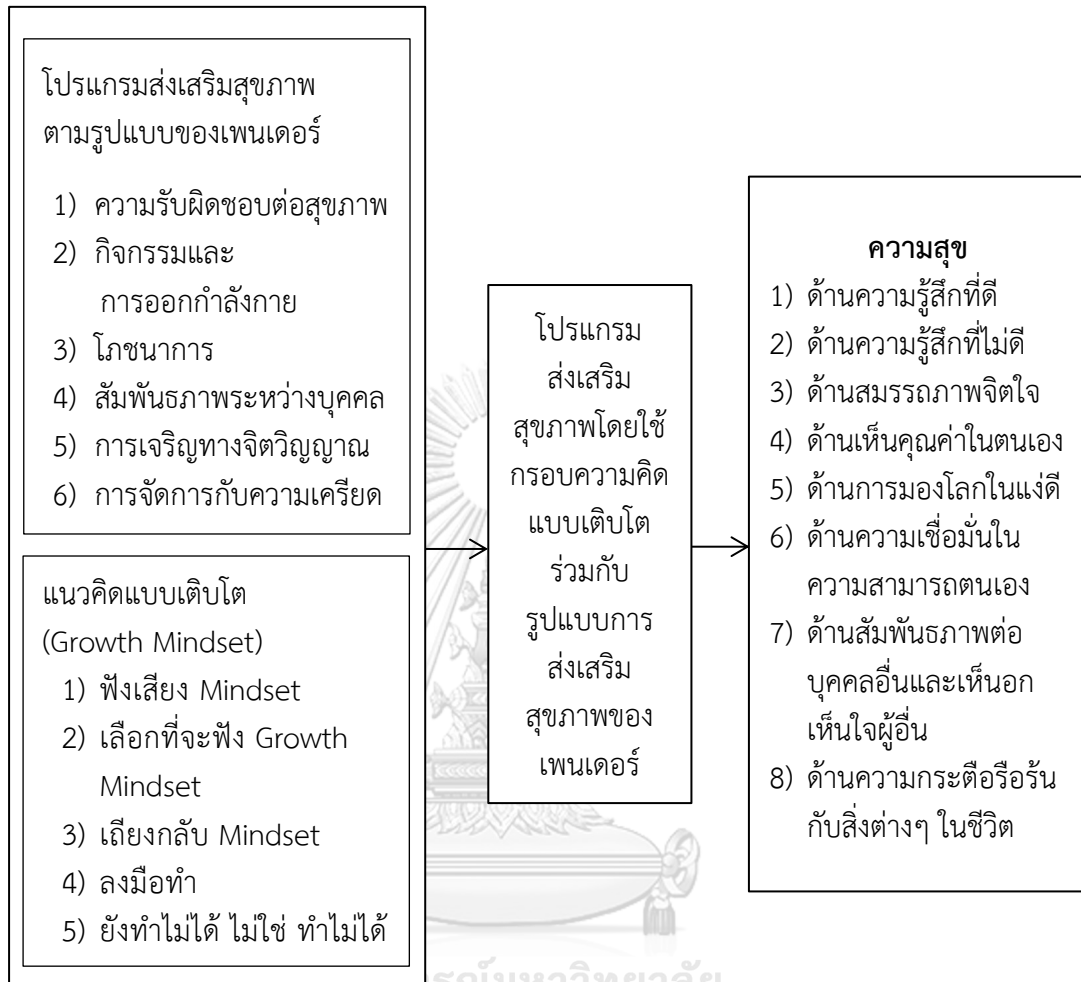 โปรแกรมส่งเสริมสุขภาพ
ตามรูปแบบของเพนเดอร์
1) ความรับผิดชอบต่อสุขภาพ
2) กิจกรรมและ
การออกกำลังกาย
3) โภชนาการ
4) สัมพันธภาพระหว่างบุคคล
5) การเจริญทางจิตวิญญาณ
6) การจัดการกับความเครียด
แนวคิดแบบเติบโต
(Growth Mindset)
1) ฟังเสียง Mindset
2) เลือกที่จะฟัง Growth
Mindset
3) เถียงกลับ Mindset
4) ลงมือทำ
5) ยังทำไม่ได้ ไม่ใช่ ทำไม่ได้
โปรแกรม
ส่งเสริม
สุขภาพโดยใช้
กรอบความคิด
แบบเติบโต
ร่วมกับ
รูปแบบการ
ส่งเสริม
สุขภาพของ
เพนเดอร์
ความสุข
1) ด้านความรู้สึกที่ดี
2) ด้านความรู้สึกที่ไม่ดี
3) ด้านสมรรถภาพจิตใจ
4) ด้านเห็นคุณค่าในตนเอง
5) ด้านการมองโลกในแง่ดี
6) ด้านความเชื่อมั่นใน
ความสามารถตนเอง
7) ด้านสัมพันธภาพต่อ
บุคคลอื่นและเห็นอก
เห็นใจผู้อื่น
8) ด้านความกระตือรือร้น
กับสิ่งต่างๆ ในชีวิต